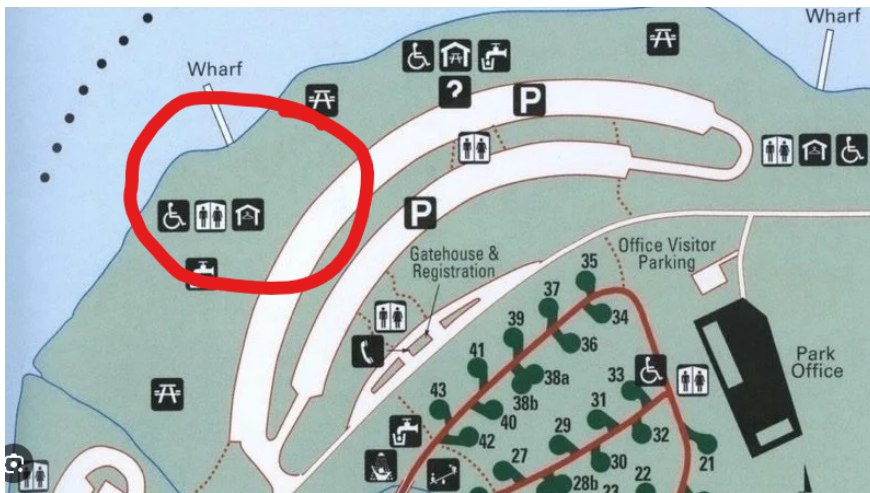 Wharf
Wharf
?
P
P
Gatehouse &
Registration
Office Visitor
Parking
Park
Office
35
37
34
39
36
41
38a
33
43
38b
31
40
29
32
42
27
30
21
28b
22
23